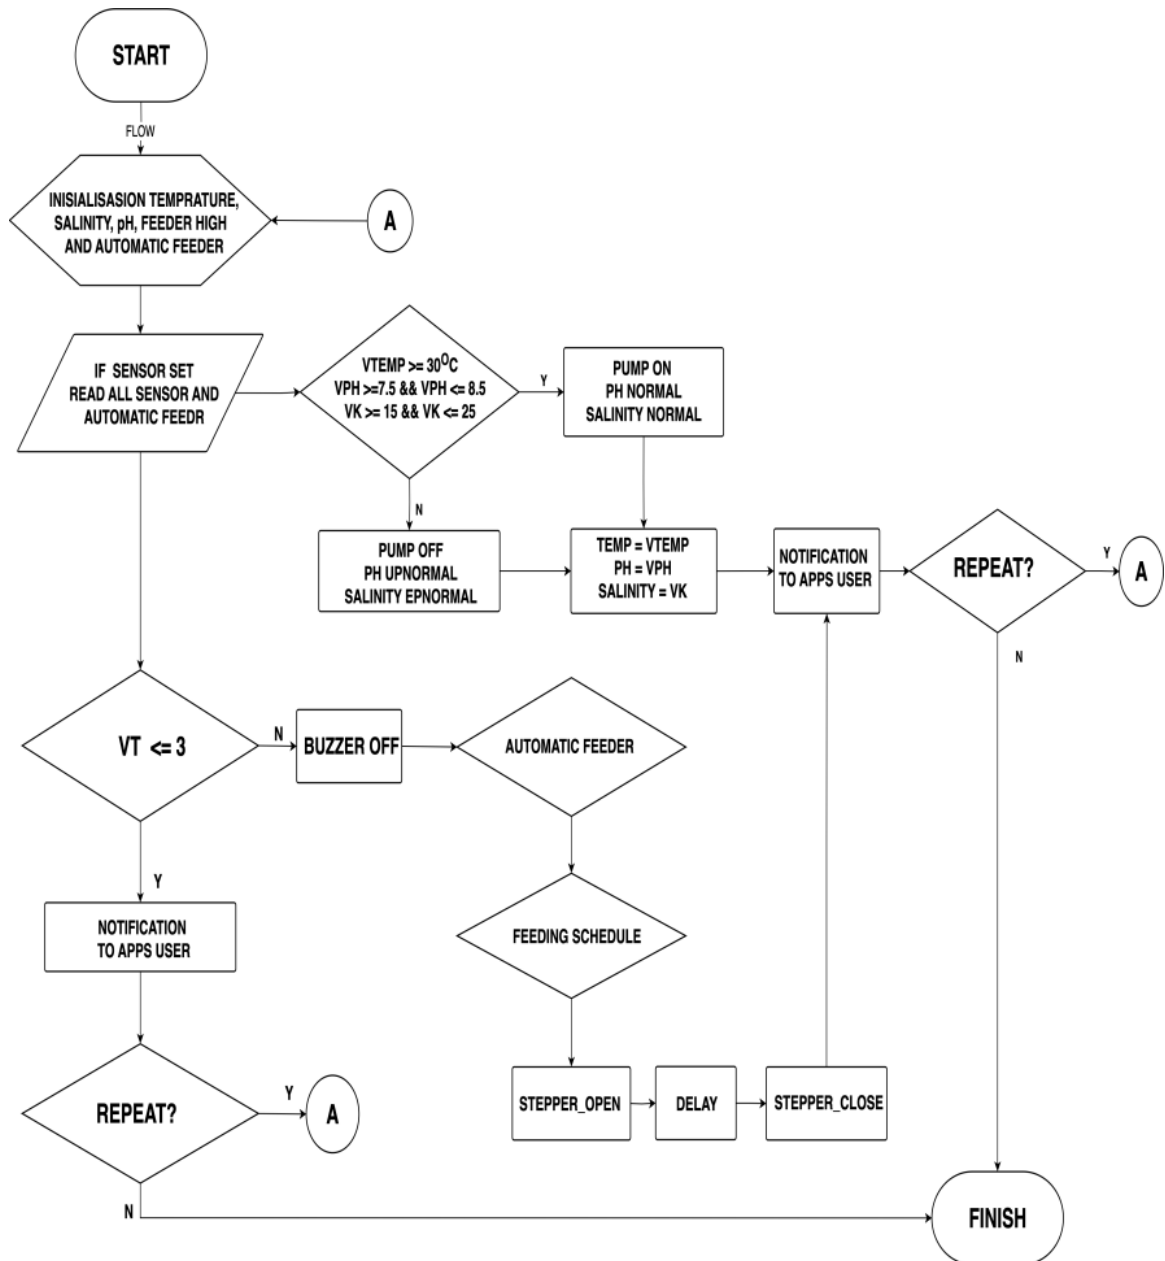 START
FLOW
INISIALISASION TEMPRATURE,
SALINITY, pH, FEEDER HIGH
AND AUTOMATIC FEEDER
A
IF SENSOR SET
READ ALL SENSOR AND
AUTOMATIC FEEDR
VTEMP >= 30⁰C
VPH >=7.5 && VPH <= 8.5
VK >= 15 && VK <= 25
Y
PUMP ON
PH NORMAL
SALINITY NORMAL
N
PUMP OFF
PH UPNORMAL
SALINITY EPNORMAL
TEMP = VTEMP
PH = VPH
SALINITY = VK
NOTIFICATION
TO APPS USER
REPEAT?
Y
A
N
VT <= 3
N
BUZZER OFF
AUTOMATIC FEEDER
Y
FEEDING SCHEDULE
NOTIFICATION
TO APPS USER
STEPPER_OPEN
DELAY
STEPPER_CLOSE
REPEAT?
Y
A
N
FINISH